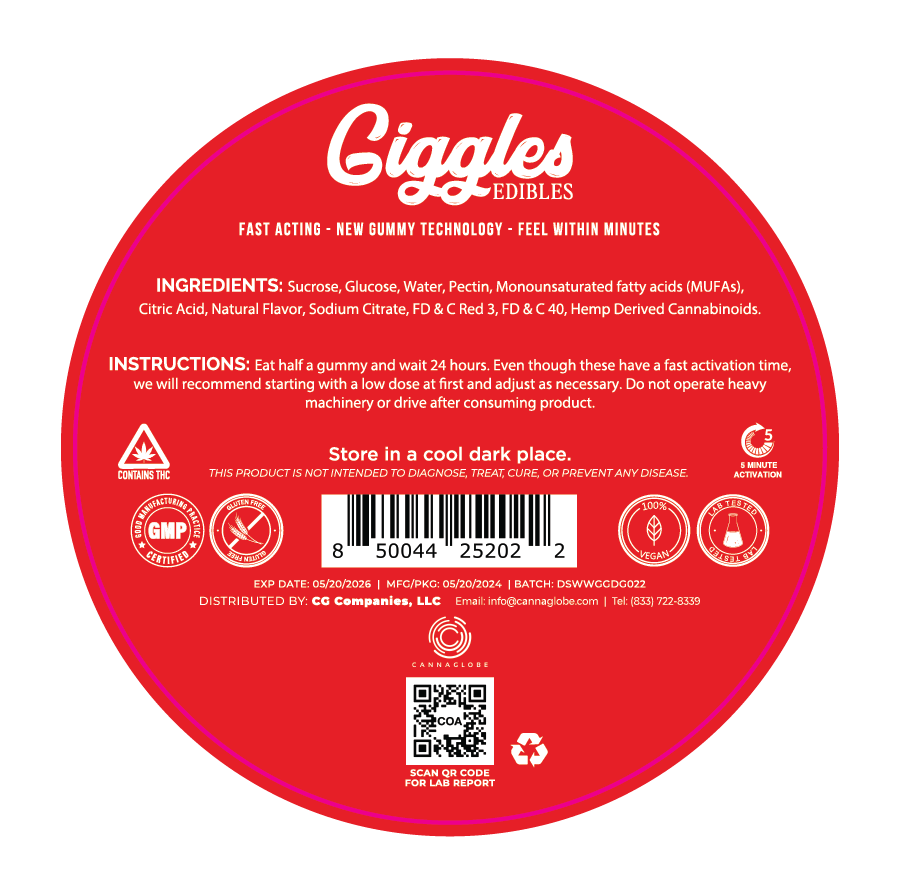 Giggles
EDIBLES
FAST ACTING - NEW GUMMY TECHNOLOGY - FEEL WITHIN MINUTES
INGREDIENTS: Sucrose, Glucose, Water, Pectin, Monounsaturated fatty acids (MUFAs),
Citric Acid, Natural Flavor, Sodium Citrate, FD & C Red 3, FD & C 40, Hemp Derived Cannabinoids.
INSTRUCTIONS: Eat half a gummy and wait 24 hours. Even though these have a fast activation time,
we will recommend starting with a low dose at first and adjust as necessary. Do not operate heavy
machinery or drive after consuming product.
CONTAINS THC
Store in a cool dark place.
THIS PRODUCT IS NOT INTENDED TO DIAGNOSE, TREAT, CURE, OR PREVENT ANY DISEASE.
5
5 MINUTE
ACTIVATION
GOOD MANUFACTURING PRACTICE
GMP
CERTIFIED
GLUTEN FREE
GLUTEN FREE
8 50044 25202 2
100%
VEGAN
LAB TESTED
LAB TESTED
EXP DATE: 05/20/2026 | MFG/PKG: 05/20/2024 | BATCH: DSWWGGDG022
DISTRIBUTED BY: CG Companies, LLC Email: info@cannaglobe.com | Tel: (833) 722-8339
CANNAGLOBE
COA
SCAN QR CODE
FOR LAB REPORT